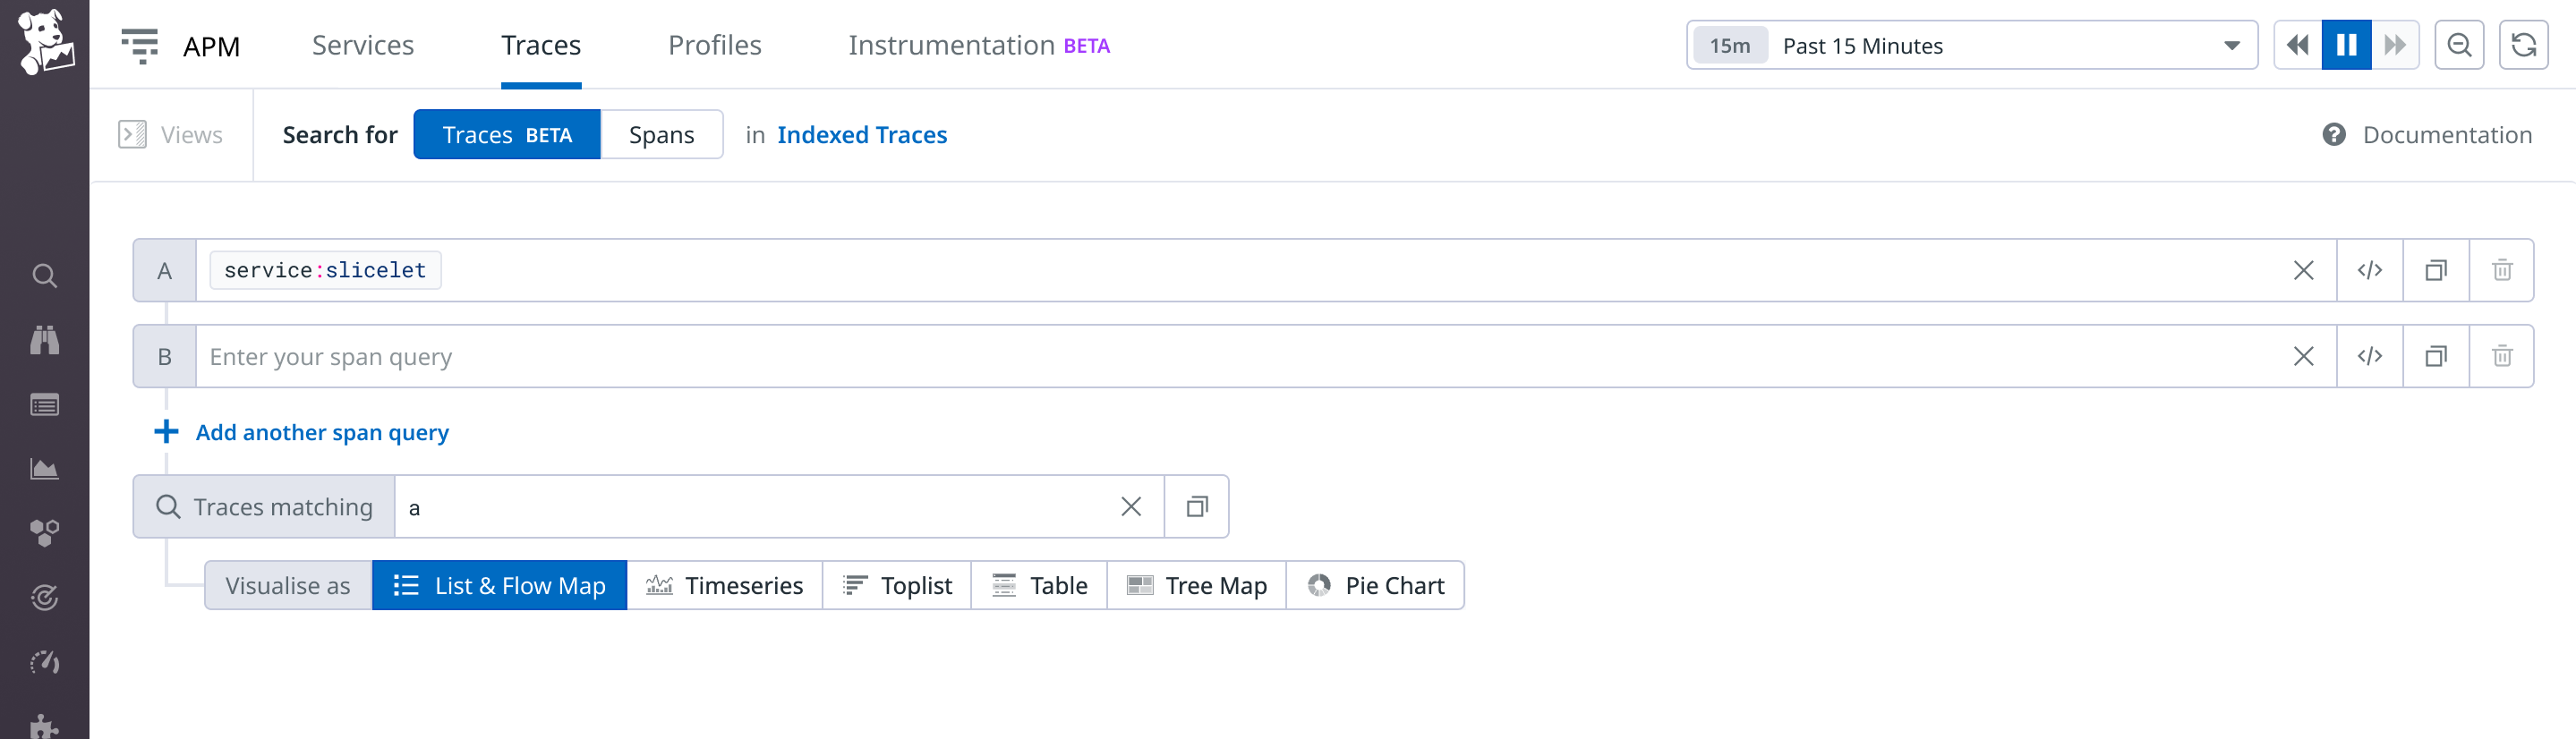 APM Services Traces Profiles Instrumentation BETA 15m Past 15 Minutes
Views Search for Traces BETA Spans in Indexed Traces Documentation
A service:slicelet </>
B Enter your span query </>
Add another span query
Traces matching a
Visualise as List & Flow Map Timeseries Toplist Table Tree Map Pie Chart